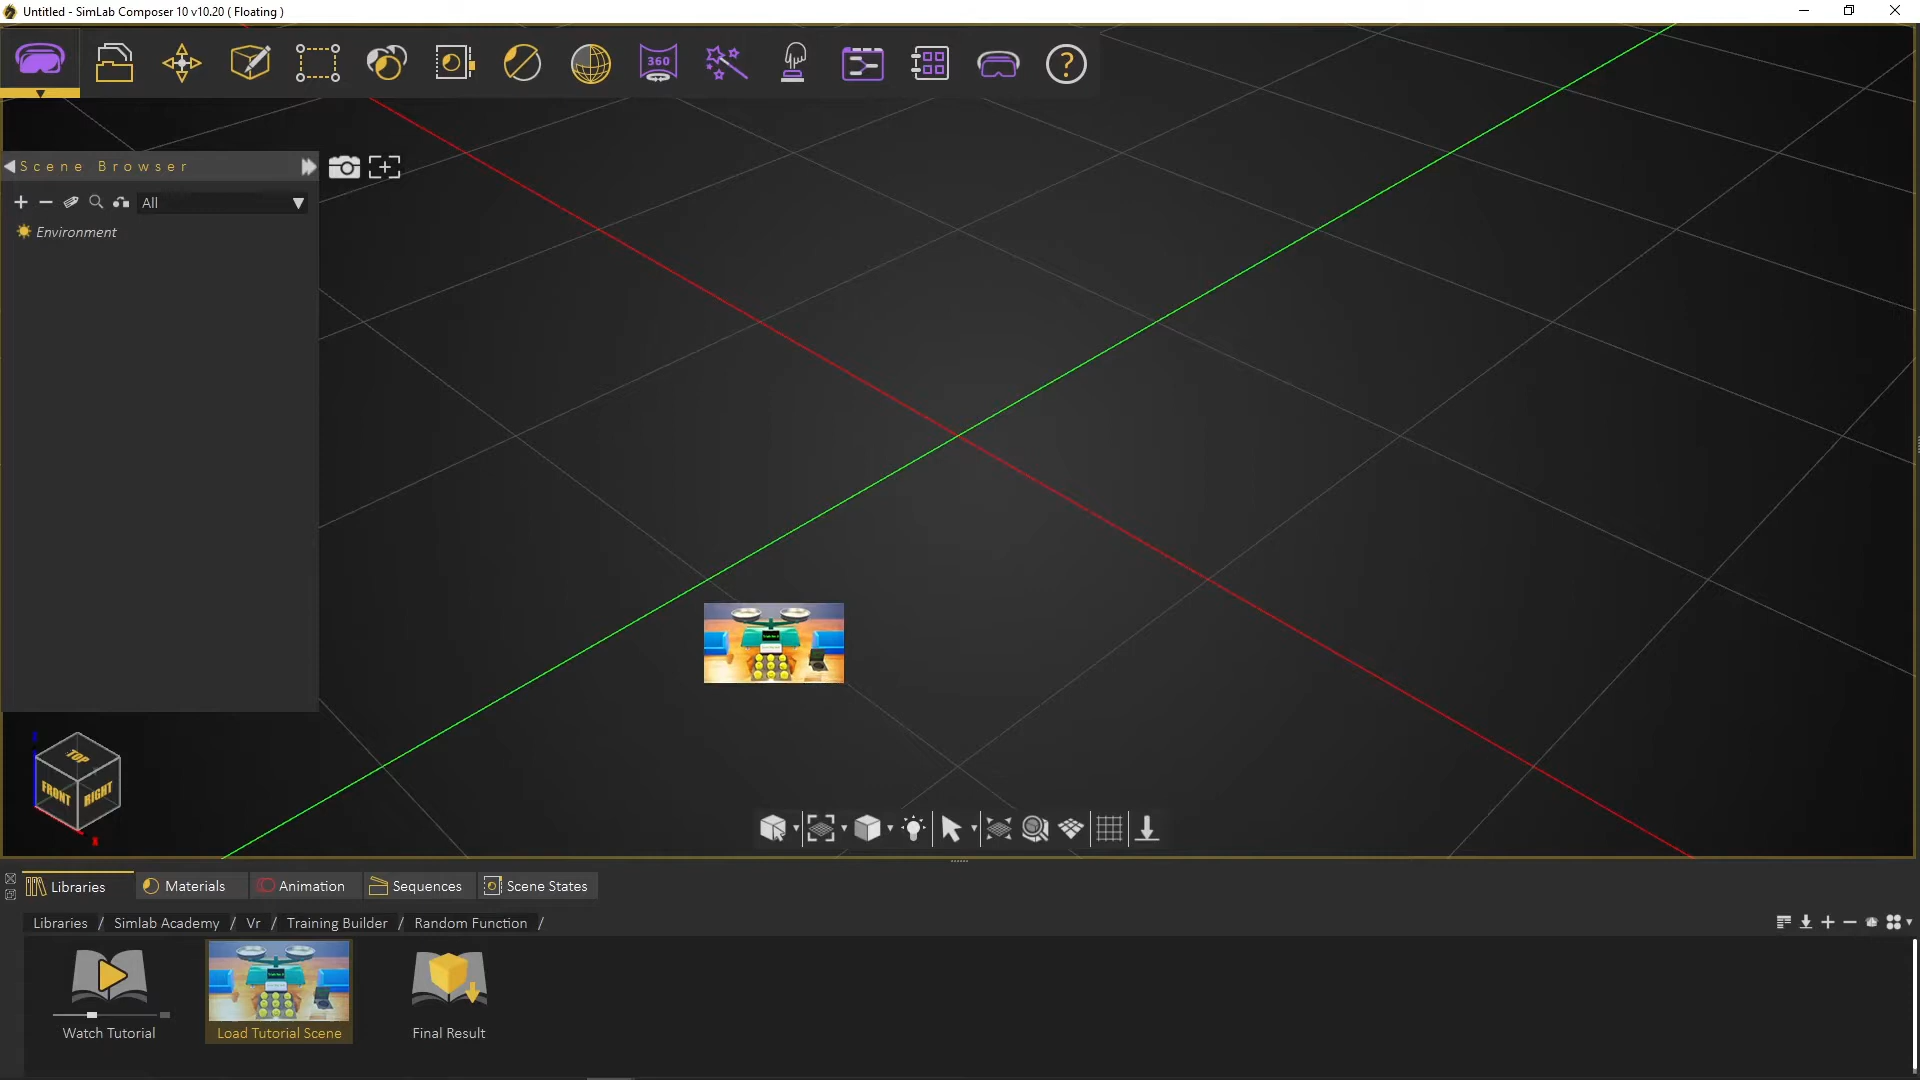 Untitled - SimLab Composer 10 v10.20 ( Floating )
360
?
Scene Browser
All
Environment
TOP
FRONT
RIGHT
x
Libraries
Materials
Animation
Sequences
Scene States
Libraries / Simlab Academy / Vr / Training Builder / Random Function /
Watch Tutorial
Load Tutorial Scene
Final Result